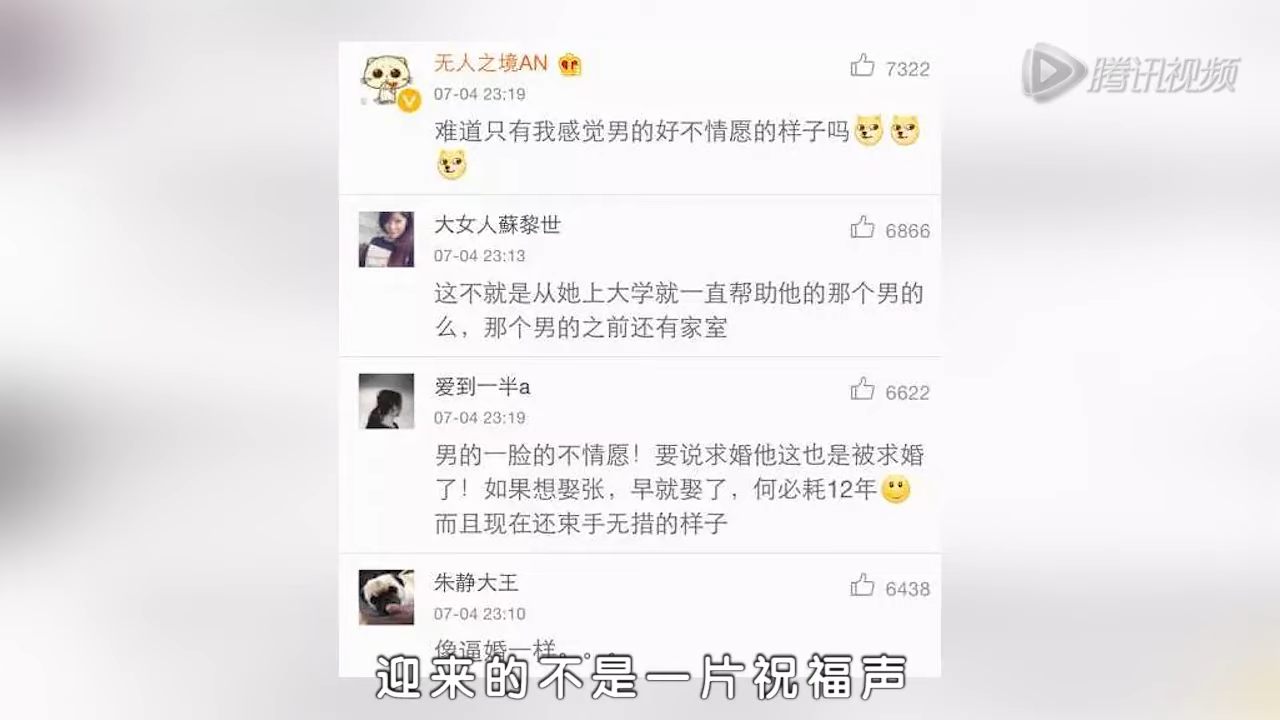 无人之境AN
7322
腾讯视频
07-04 23:19
难道只有我感觉男的好不情愿的样子吗
大女人蘇黎世
6866
07-04 23:13
这不就是从她上大学就一直帮助他的那个男的
么，那个男的之前还有家室
爱到一半a
6622
07-04 23:19
男的一脸的不情愿！要说求婚他这也是被求婚
了！如果想娶张，早就娶了，何必耗12年
而且现在还束手无措的样子
朱静大王
6438
07-04 23:10
像逼婚一样。。。
迎来的不是一片祝福声